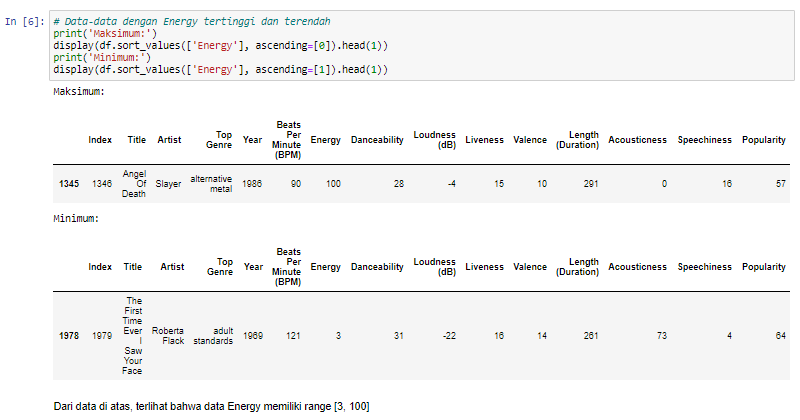 In [6]: # Data-data dengan Energy tertinggi dan terendah
print('Maksimum:')
display(df.sort_values(['Energy'], ascending=[0]).head(1))
print('Minimum:')
display(df.sort_values(['Energy'], ascending=[1]).head(1))
Maksimum:
Index Title Artist Top Genre Year Beats Per Minute (BPM) Energy Danceability Loudness (dB) Liveness Valence Length (Duration) Acousticness Speechiness Popularity
1345 1346 Angel Of Death Slayer alternative metal 1986 90 100 28 -4 15 10 291 0 16 57
Minimum:
Index Title Artist Top Genre Year Beats Per Minute (BPM) Energy Danceability Loudness (dB) Liveness Valence Length (Duration) Acousticness Speechiness Popularity
1978 1979 The First Time Ever I Saw Your Face Roberta Flack adult standards 1969 121 3 31 -22 16 14 261 73 4 64
Dari data di atas, terlihat bahwa data Energy memiliki range [3, 100]